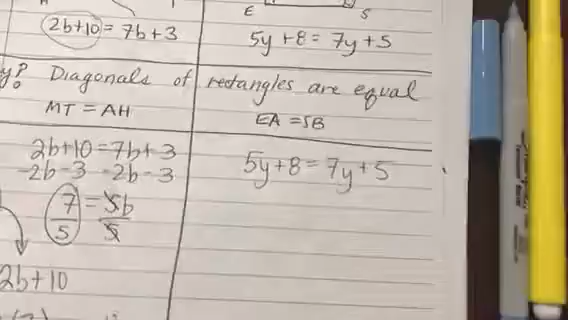 E S
2b+10 = 7b+3
5y +8 = 7y +5
y? Diagonals of rectangles are equal
MT = AH
EA = SB
2b+10 = 7b+3
-2b-3 -2b-3
7/5 = 5b/5
5y+8 = 7y+5
2b+10